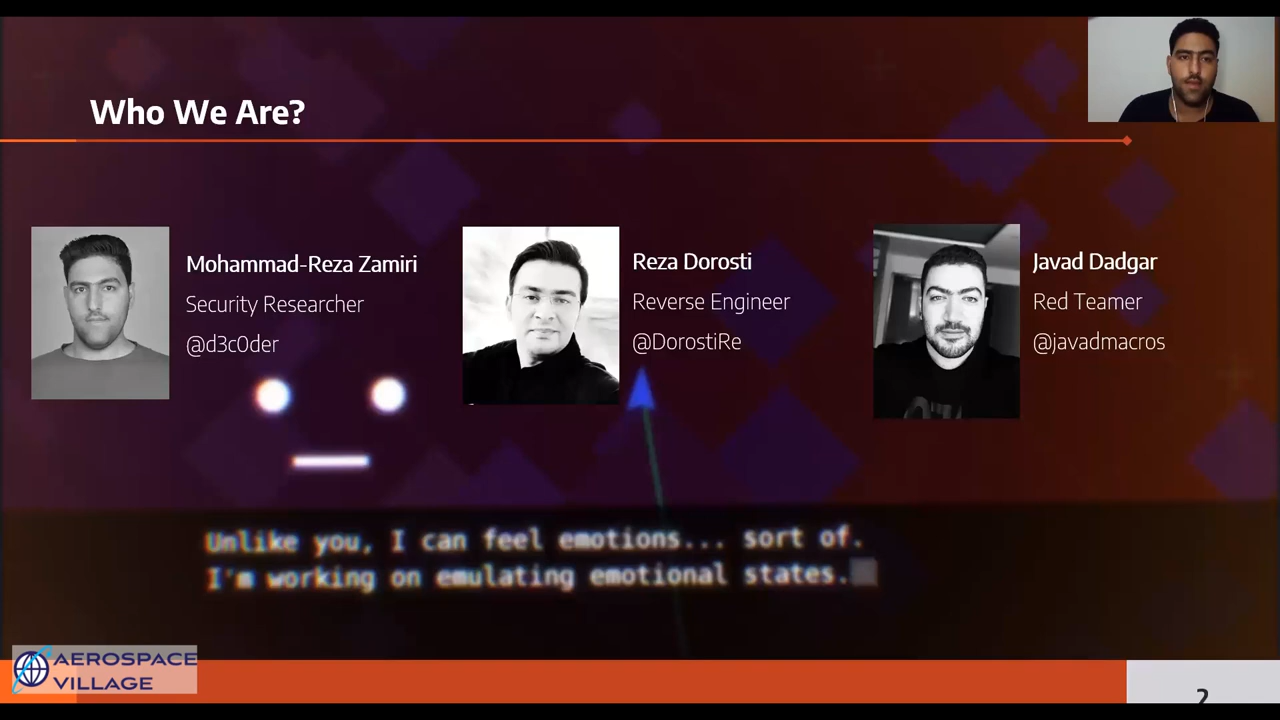 Who We Are?
Mohammad-Reza Zamiri
Security Researcher
@d3c0der
Reza Dorosti
Reverse Engineer
@DorostiRe
Javad Dadgar
Red Teamer
@javadmacros
Unlike you, I can feel emotions... sort of.
I'm working on emulating emotional states.
AEROSPACE
VILLAGE
2